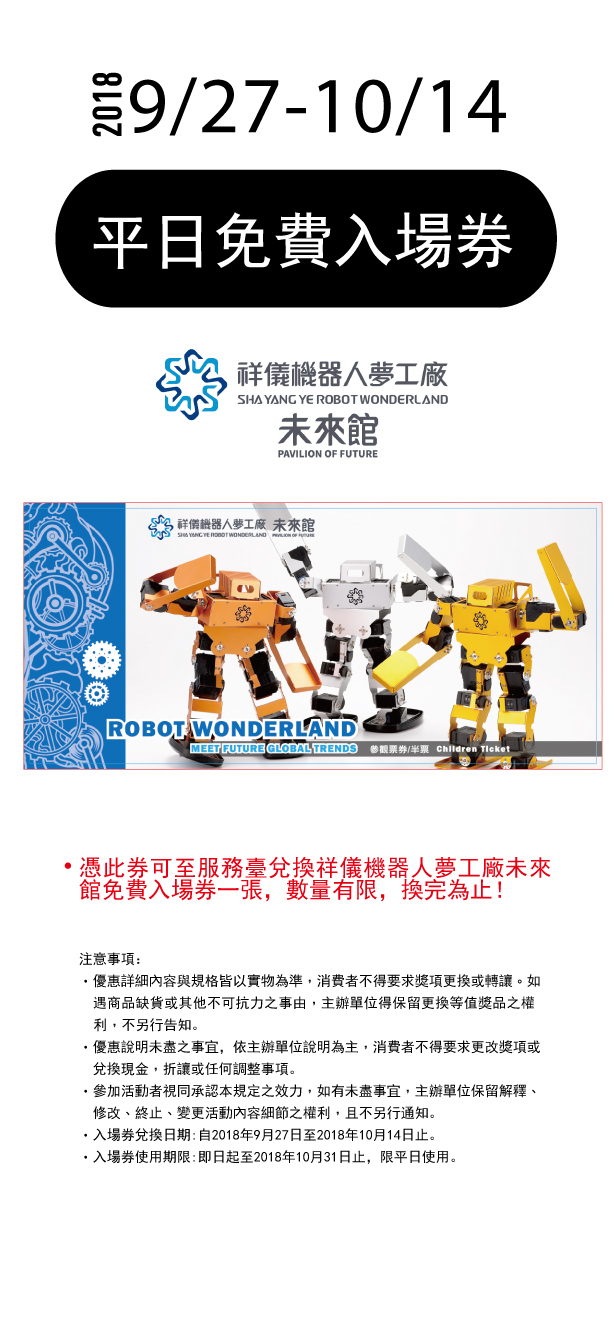 2018 9/27-10/14
平日免費入場券
祥儀機器人夢工廠
SHA YANG YE ROBOT WONDERLAND
未來館
PAVILION OF FUTURE
祥儀機器人夢工廠 未來館
SHA YANG YE ROBOT WONDERLAND PAVILION OF FUTURE
ROBOT WONDERLAND
MEET FUTURE GLOBAL TRENDS 參觀票券/半票 Children Ticket
•憑此券可至服務臺兌換祥儀機器人夢工廠未來
館免費入場券一張，數量有限，換完為止！
注意事項：
・優惠詳細內容與規格皆以實物為準，消費者不得要求獎項更換或轉讓。如
遇商品缺貨或其他不可抗力之事由，主辦單位得保留更換等值獎品之權
利，不另行告知。
・優惠說明未盡之事宜，依主辦單位說明為主，消費者不得要求更改獎項或
兌換現金，折讓或任何調整事項。
・參加活動者視同承認本規定之效力，如有未盡事宜，主辦單位保留解釋、
修改、終止、變更活動內容細節之權利，且不另行通知。
・入場券兌換日期：自2018年9月27日至2018年10月14日止。
・入場券使用期限：即日起至2018年10月31日止，限平日使用。